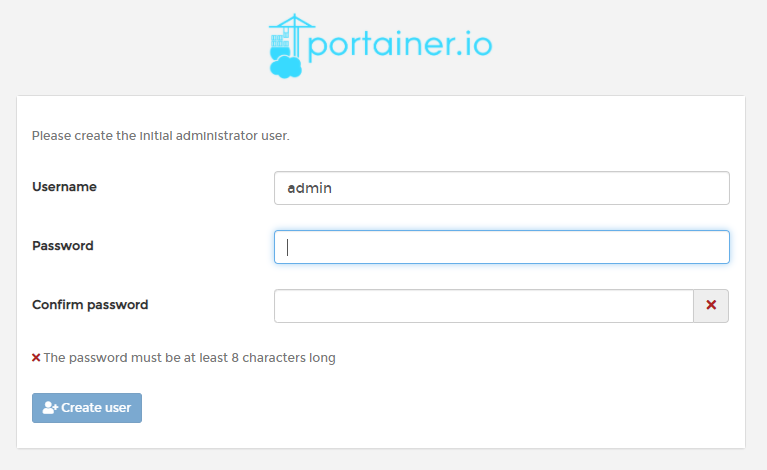 portainer.io
Please create the initial administrator user.
Username
admin
Password
Confirm password
The password must be at least 8 characters long
Create user